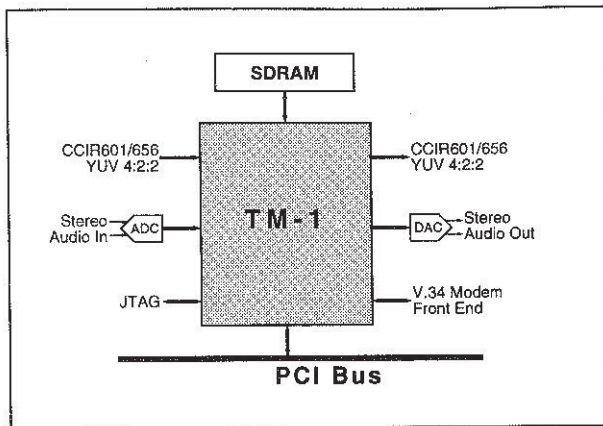 SDRAM
CCIR601/656
YUV 4:2:2
CCIR601/656
YUV 4:2:2
TM-1
Stereo
Audio In
ADC
DAC
Stereo
Audio Out
JTAG
V.34 Modem
Front End
PCI Bus